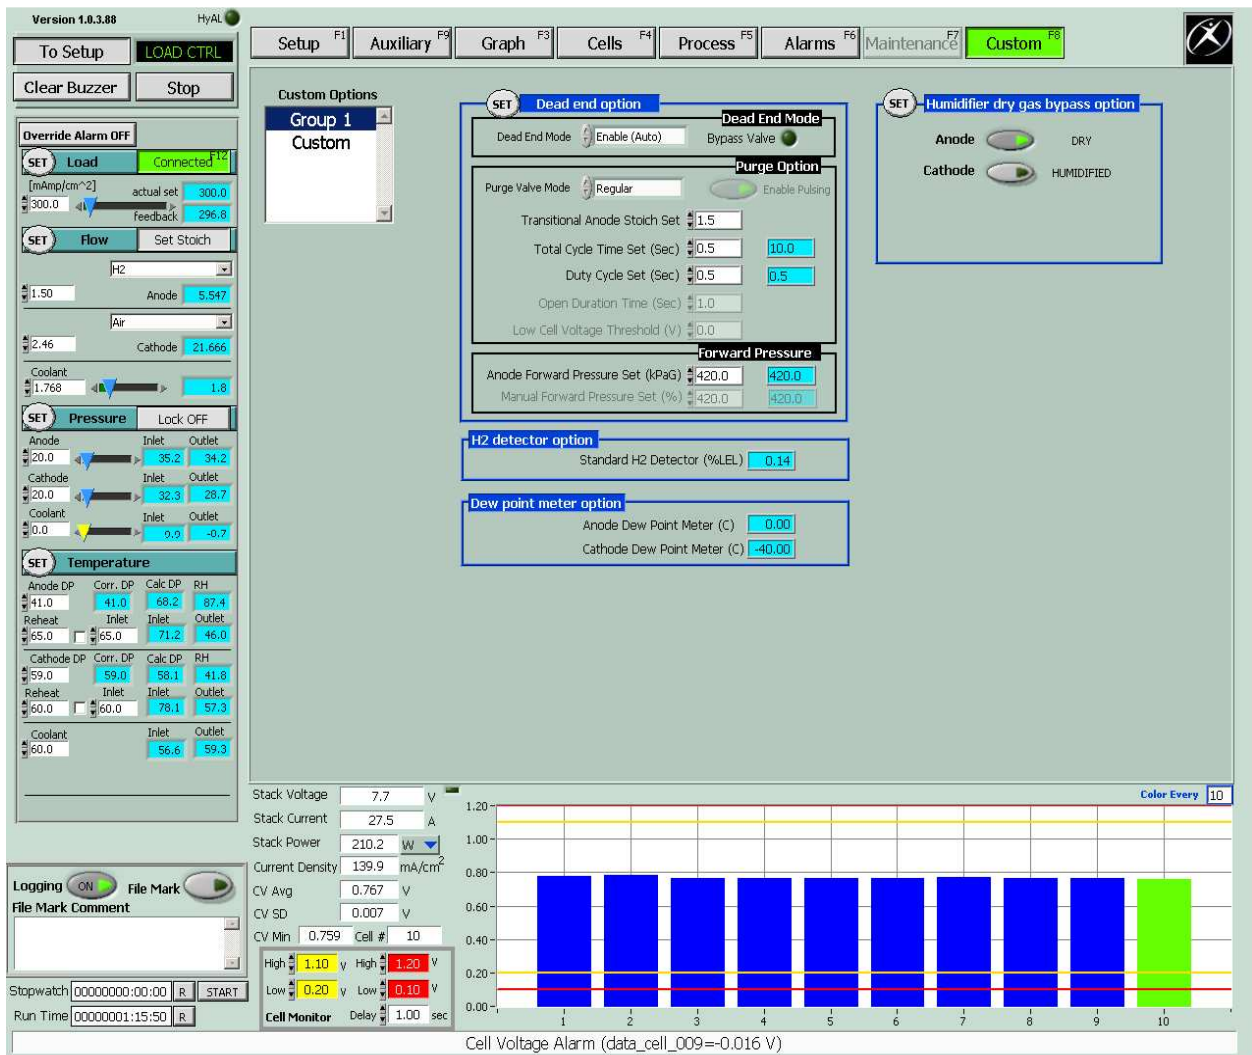 Version 1.0.3.88 HyAL
To Setup LOAD CTRL
Clear Buzzer Stop
Setup F1 Auxiliary F9 Graph F3 Cells F4 Process F5 Alarms F6 Maintenance F7 Custom F8
Override Alarm OFF
SET Load Connected F12
[mAmp/cm^2] actual set 300.0
300.0 feedback 296.8
SET Flow Set Stoich
H2
1.50 Anode 5.547
Air
2.46 Cathode 21.666
Coolant
1.768 1.8
SET Pressure Lock OFF
Anode Inlet Outlet
20.0 35.2 34.2
Cathode Inlet Outlet
20.0 32.3 28.7
Coolant Inlet Outlet
0.0 9.9 -0.7
SET Temperature
Anode DP Corr. DP Calc DP RH
41.0 41.0 68.2 87.4
Reheat Inlet Inlet Outlet
65.0 65.0 71.2 46.0
Cathode DP Corr. DP Calc DP RH
59.0 59.0 58.1 41.8
Reheat Inlet Inlet Outlet
60.0 60.0 78.1 57.3
Coolant Inlet Outlet
60.0 56.6 59.3
Custom Options
Group 1
Custom
SET Dead end option
Dead End Mode
Dead End Mode Enable (Auto) Bypass Valve
Purge Option
Purge Valve Mode Regular Enable Pulsing
Transitional Anode Stoich Set 1.5
Total Cycle Time Set (Sec) 0.5 10.0
Duty Cycle Set (Sec) 0.5 0.5
Open Duration Time (Sec) 1.0
Low Cell Voltage Threshold (V) 0.0
Forward Pressure
Anode Forward Pressure Set (kPaG) 420.0 420.0
Manual Forward Pressure Set (%) 420.0 420.0
H2 detector option
Standard H2 Detector (%LEL) 0.14
Dew point meter option
Anode Dew Point Meter (C) 0.00
Cathode Dew Point Meter (C) -40.00
SET Humidifier dry gas bypass option
Anode DRY
Cathode HUMIDIFIED
Logging ON File Mark
File Mark Comment
Stopwatch 00000000:00:00 R START
Run Time 00000001:15:50 R
Stack Voltage 7.7 V
Stack Current 27.5 A
Stack Power 210.2 W
Current Density 139.9 mA/cm2
CV Avg 0.767 V
CV SD 0.007 V
CV Min 0.759 Cell # 10
High 1.10 V High 1.20 V
Low 0.20 V Low 0.10 V
Cell Monitor Delay 1.00 sec
Color Every 10
1.20
1.00
0.80
0.60
0.40
0.20
0.00
1 2 3 4 5 6 7 8 9 10
Cell Voltage Alarm (data_cell_009=-0.016 V)